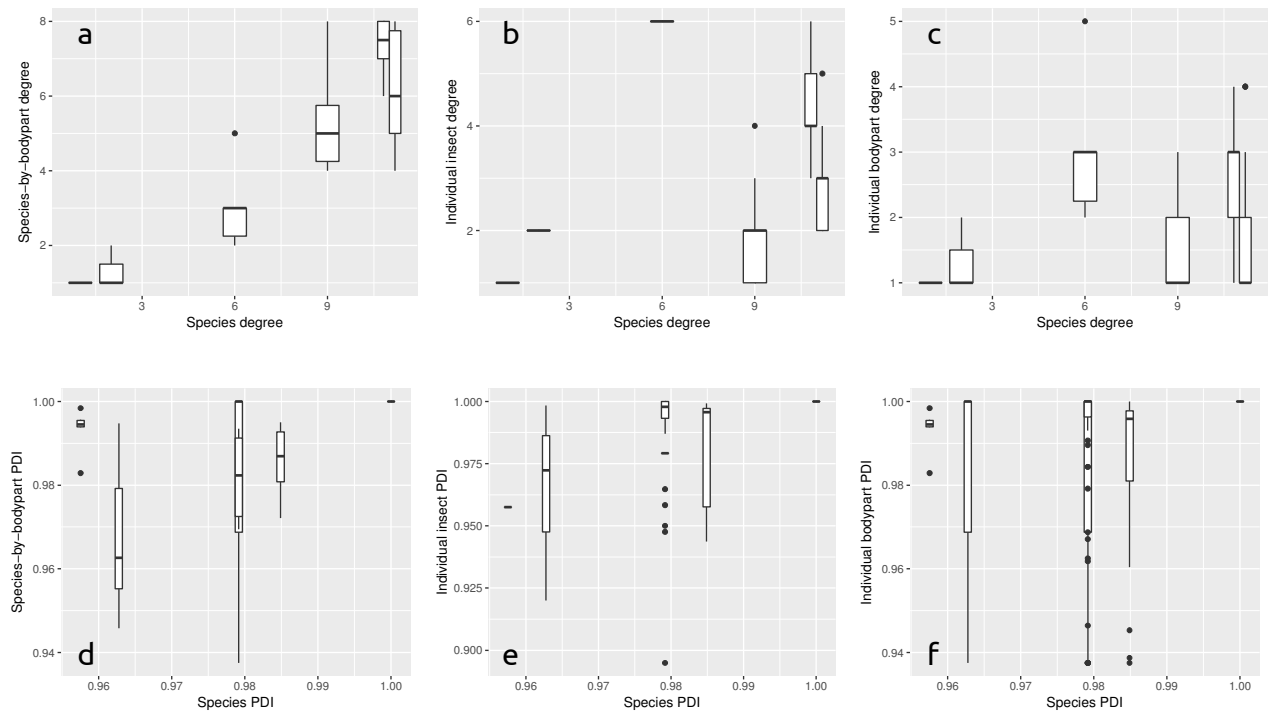 a
8
6
4
2
Species−by−bodypart degree
3
6
9
Species degree
b
6
4
2
Individual insect degree
3
6
9
Species degree
c
5
4
3
2
1
Individual bodypart degree
3
6
9
Species degree
d
1.00
0.98
0.96
0.94
Species−by−bodypart PDI
0.96
0.97
0.98
0.99
1.00
Species PDI
e
1.000
0.975
0.950
0.925
0.900
Individual insect PDI
0.96
0.97
0.98
0.99
1.00
Species PDI
f
1.00
0.98
0.96
0.94
Individual bodypart PDI
0.96
0.97
0.98
0.99
1.00
Species PDI